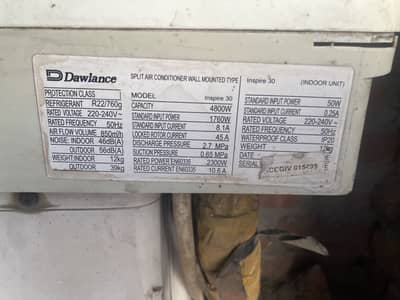 Dawlance
SPLIT AIR CONDITIONER WALL MOUNTED TYPE
Inspire 30
(INDOOR UNIT)
PROTECTION CLASS
REFRIGERANT R22/760g
RATED VOLTAGE 220-240V~
RATED FREQUENCY 50Hz
AIR FLOW VOLUME 850m³/h
NOISE: INDOOR 46dB(A)
OUTDOOR 56dB(A)
WEIGHT:INDOOR 12kg
OUTDOOR 39kg
MODEL Inspire 30
CAPACITY 4800W
STANDARD INPUT POWER 1760W
STANDARD INPUT CURRENT 8.1A
LOCKED ROTOR CURRENT 45 A
DISCHARGE PRESSURE 2.7 MPa
SUCTION PRESSURE 0.65 MPa
RATED POWER EN60335 2300W
RATED CURRENT EN60335 10.6 A
STANDARD INPUT POWER 50W
STANDARD INPUT CURRENT 0.25A
RATED VOLTAGE 220-240V~
RATED FREQUENCY 50Hz
WATERPROOF CLASS IP20
WEIGHT 12kg
DATE
SERIAL